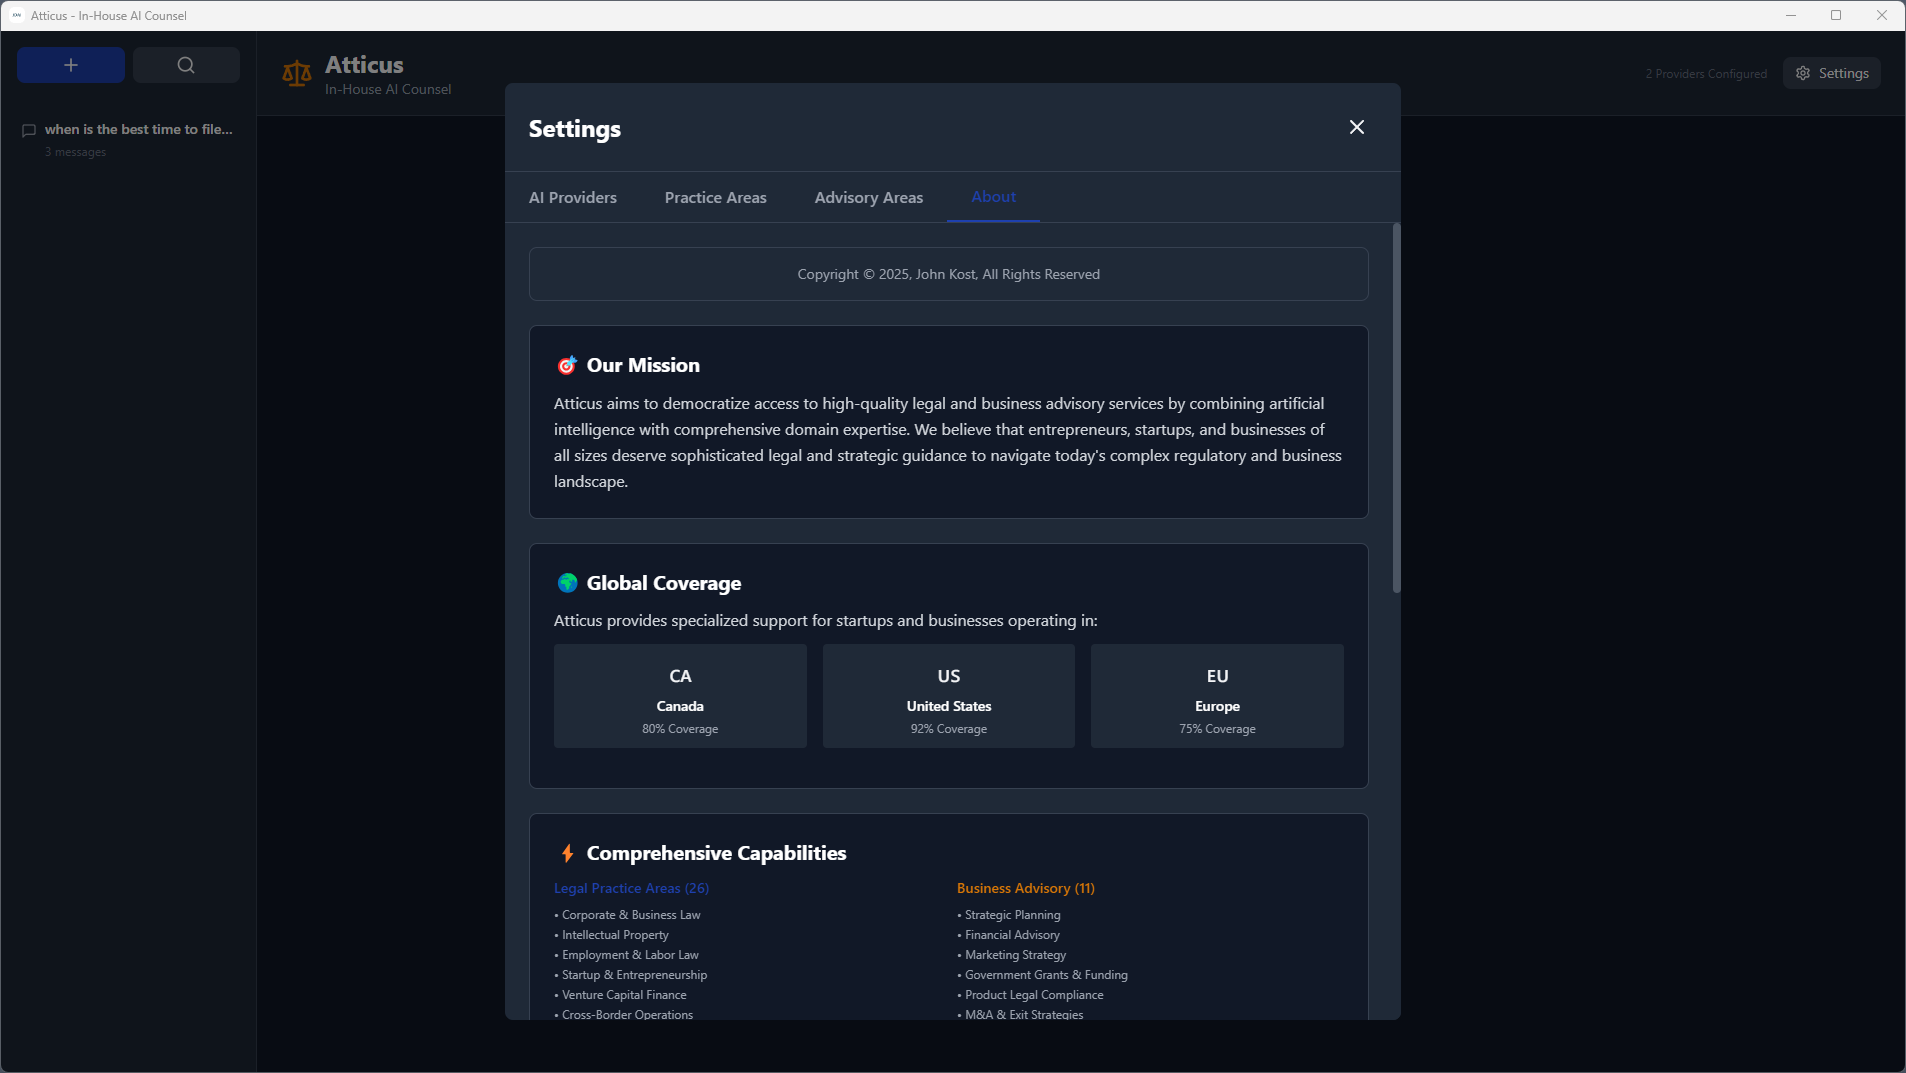 Atticus - In-House AI Counsel
Atticus
In-House AI Counsel
2 Providers Configured
Settings
when is the best time to file...
3 messages
Settings
AI Providers
Practice Areas
Advisory Areas
About
Copyright © 2025, John Kost, All Rights Reserved
Our Mission
Atticus aims to democratize access to high-quality legal and business advisory services by combining artificial
intelligence with comprehensive domain expertise. We believe that entrepreneurs, startups, and businesses of
all sizes deserve sophisticated legal and strategic guidance to navigate today's complex regulatory and business
landscape.
Global Coverage
Atticus provides specialized support for startups and businesses operating in:
CA
Canada
80% Coverage
US
United States
92% Coverage
EU
Europe
75% Coverage
Comprehensive Capabilities
Legal Practice Areas (26)
• Corporate & Business Law
• Intellectual Property
• Employment & Labor Law
• Startup & Entrepreneurship
• Venture Capital Finance
• Cross-Border Operations
Business Advisory (11)
• Strategic Planning
• Financial Advisory
• Marketing Strategy
• Government Grants & Funding
• Product Legal Compliance
• M&A & Exit Strategies